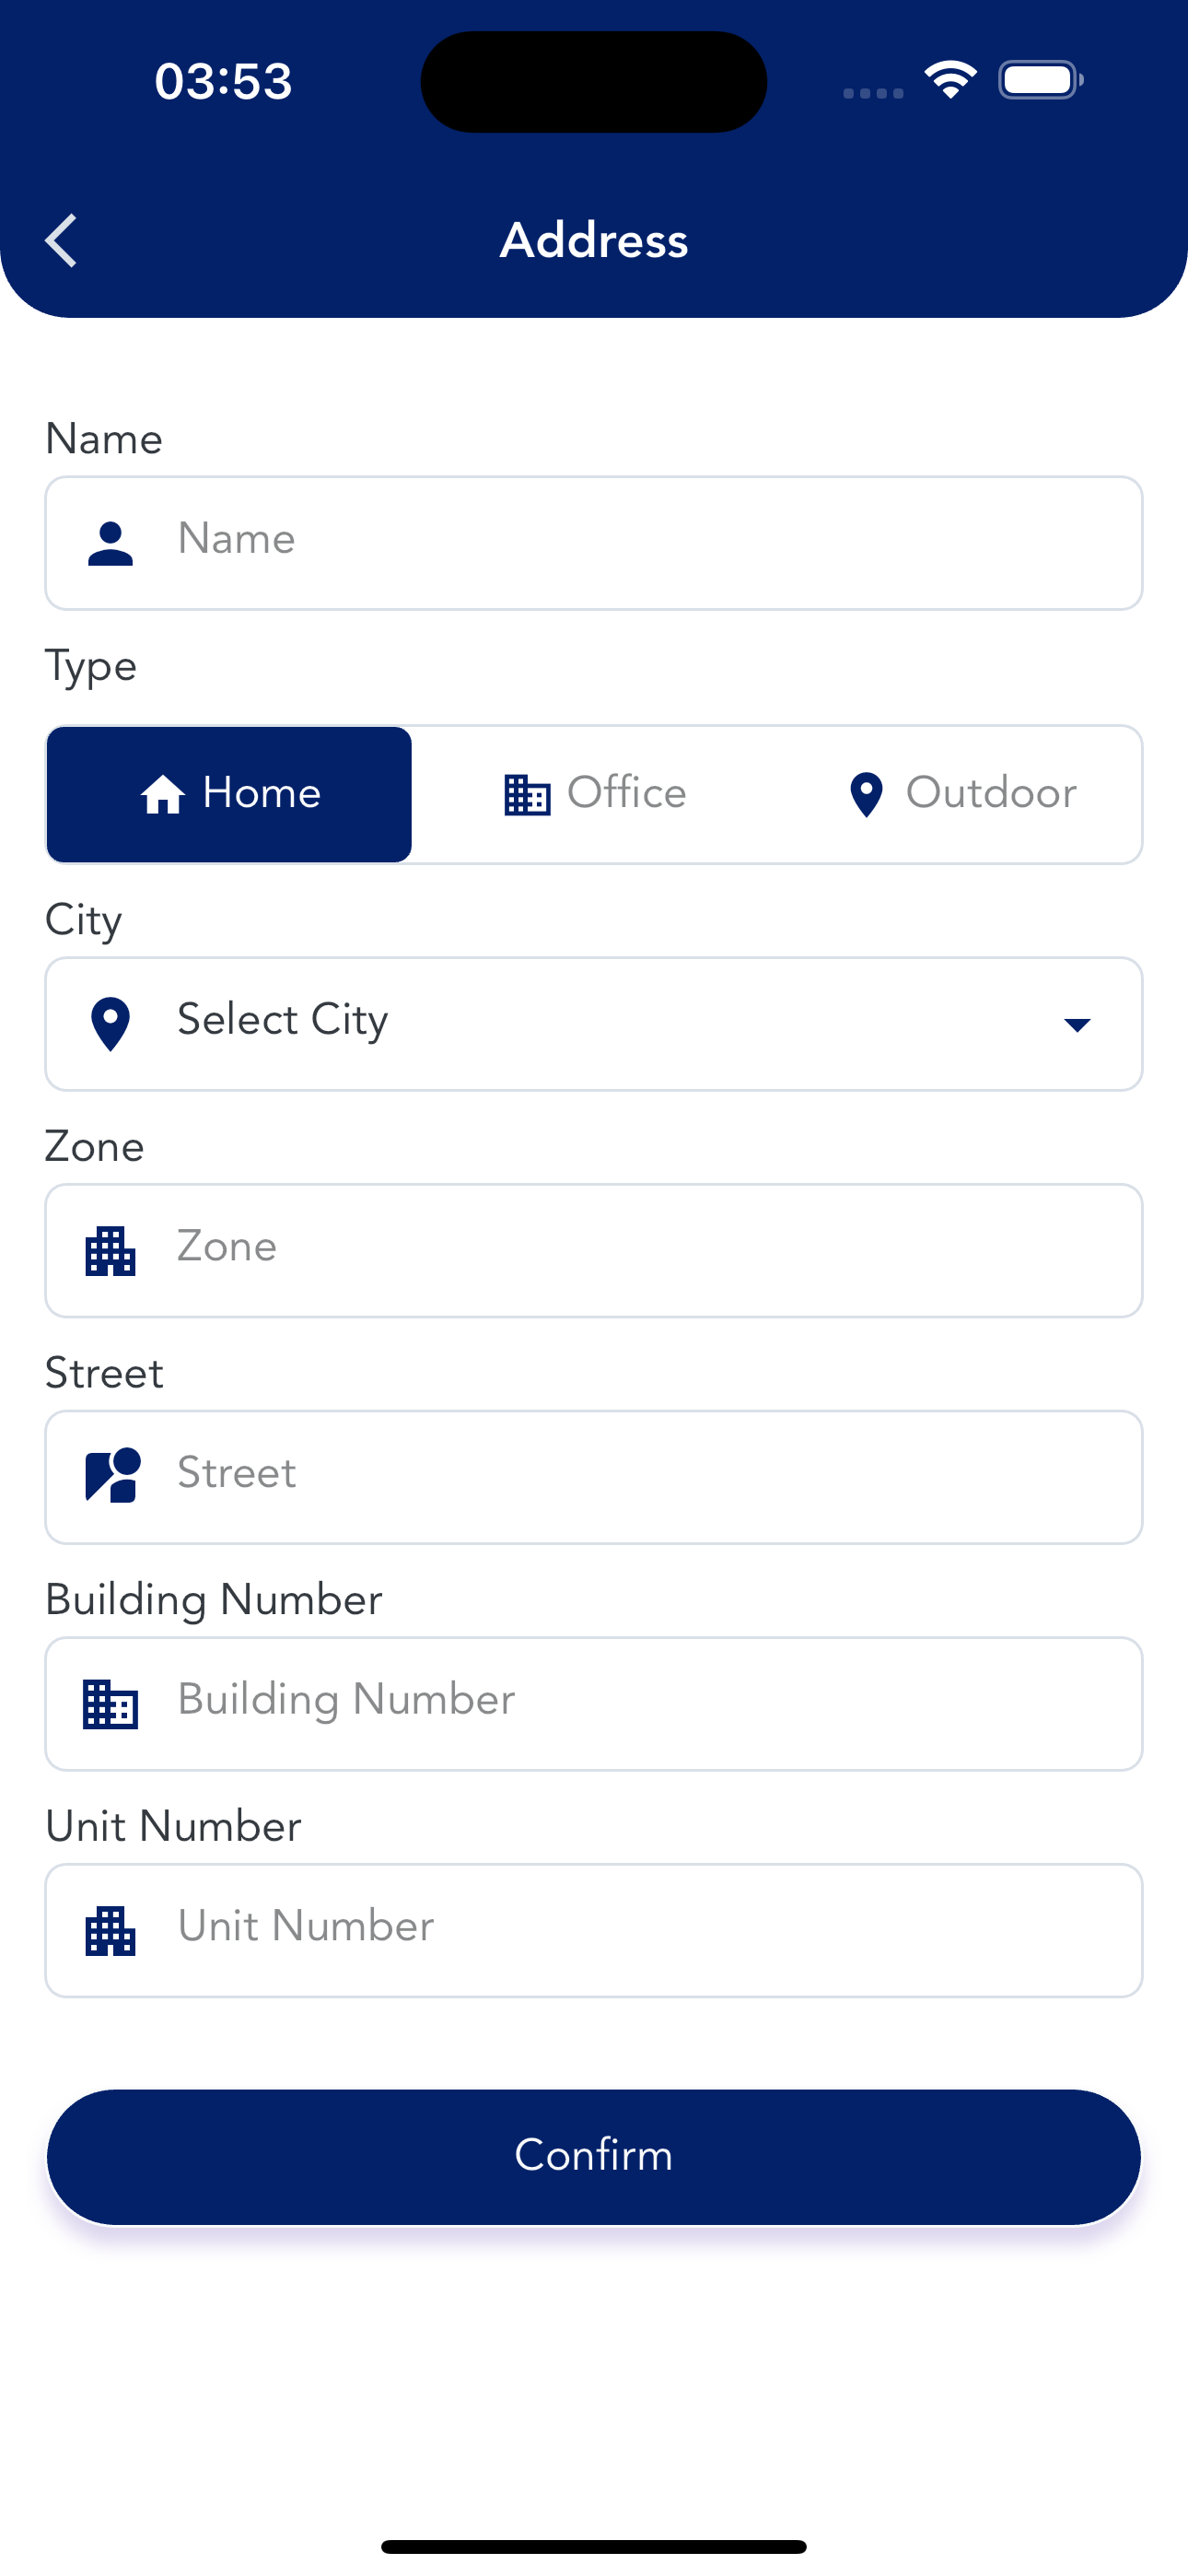 03:53
Address
Name
Name
Type
Home Office Outdoor
City
Select City
Zone
Zone
Street
Street
Building Number
Building Number
Unit Number
Unit Number
Confirm